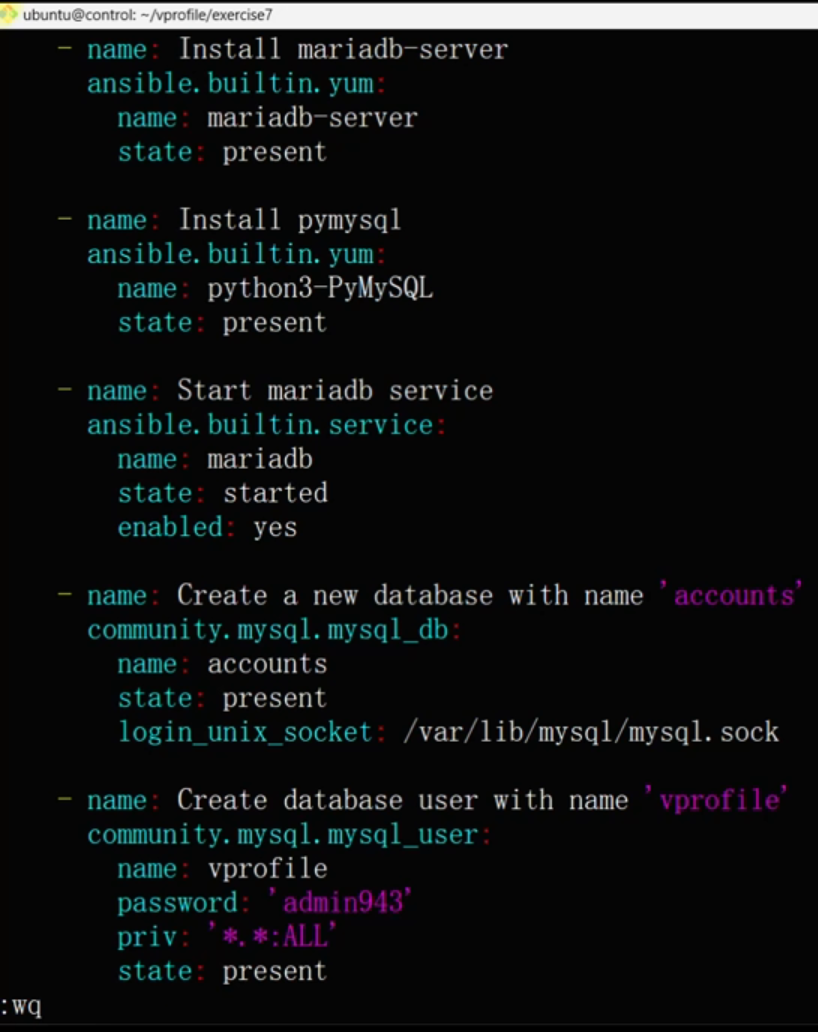 ubuntu@control: ~/vprofile/exercise7
- name: Install mariadb-server
ansible.builtin.yum:
name: mariadb-server
state: present
- name: Install pymysql
ansible.builtin.yum:
name: python3-PyMySQL
state: present
- name: Start mariadb service
ansible.builtin.service:
name: mariadb
state: started
enabled: yes
- name: Create a new database with name 'accounts'
community.mysql.mysql_db:
name: accounts
state: present
login_unix_socket: /var/lib/mysql/mysql.sock
- name: Create database user with name 'vprofile'
community.mysql.mysql_user:
name: vprofile
password: 'admin943'
priv: '*.*:ALL'
state: present
:wq